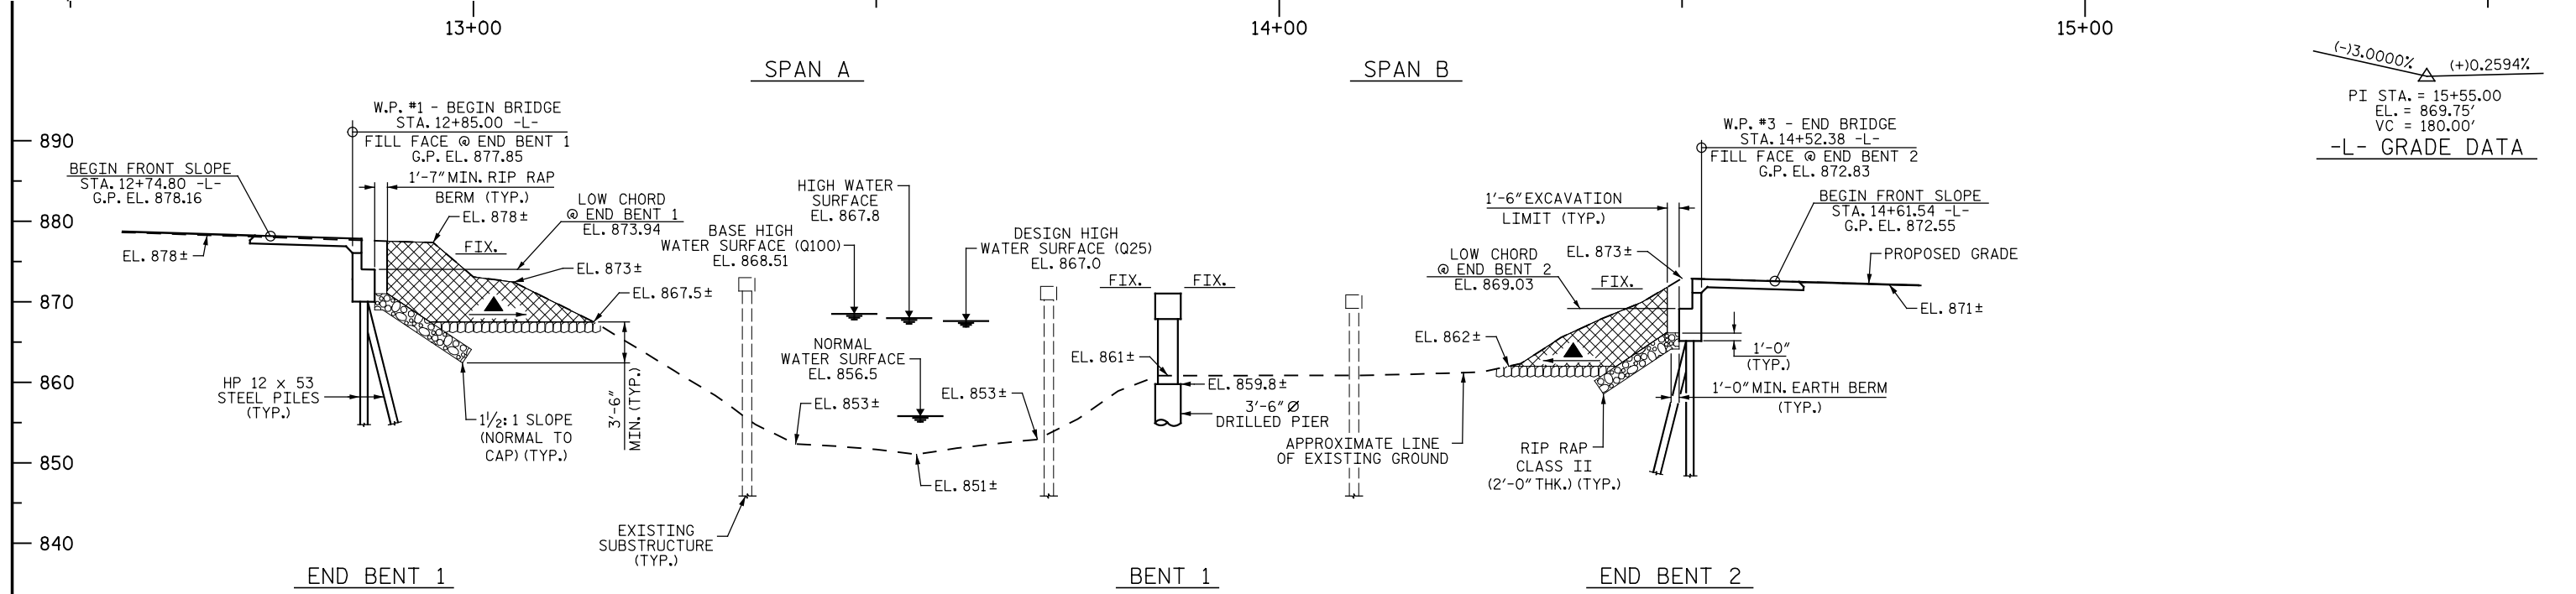 13+00
14+00
15+00
SPAN A
SPAN B
(-)3.0000%
(+)0.2594%
PI STA. = 15+55.00
EL. = 869.75'
VC = 180.00'
-L- GRADE DATA
890
880
870
860
850
840
W.P. #1 - BEGIN BRIDGE
STA. 12+85.00 -L-
FILL FACE @ END BENT 1
G.P. EL. 877.85
BEGIN FRONT SLOPE
STA. 12+74.80 -L-
G.P. EL. 878.16
1'-7" MIN. RIP RAP
BERM (TYP.)
EL. 878±
FIX.
LOW CHORD
@ END BENT 1
EL. 873.94
EL. 878±
EL. 873±
EL. 867.5±
BASE HIGH
WATER SURFACE (Q100)
EL. 868.51
HIGH WATER
SURFACE
EL. 867.8
DESIGN HIGH
WATER SURFACE (Q25)
EL. 867.0
NORMAL
WATER SURFACE
EL. 856.5
HP 12 x 53
STEEL PILES
(TYP.)
1½:1 SLOPE
(NORMAL TO
CAP) (TYP.)
3'-6"
MIN. (TYP.)
EL. 853±
EL. 853±
EL. 851±
EXISTING
SUBSTRUCTURE
(TYP.)
FIX.
FIX.
EL. 861±
EL. 859.8±
3'-6" Ø
DRILLED PIER
APPROXIMATE LINE
OF EXISTING GROUND
W.P. #3 - END BRIDGE
STA. 14+52.38 -L-
FILL FACE @ END BENT 2
G.P. EL. 872.83
1'-6" EXCAVATION
LIMIT (TYP.)
BEGIN FRONT SLOPE
STA. 14+61.54 -L-
G.P. EL. 872.55
LOW CHORD
@ END BENT 2
EL. 869.03
EL. 873±
FIX.
PROPOSED GRADE
EL. 871±
EL. 862±
1'-0"
(TYP.)
1'-0" MIN. EARTH BERM
(TYP.)
RIP RAP
CLASS II
(2'-0" THK.) (TYP.)
END BENT 1
BENT 1
END BENT 2